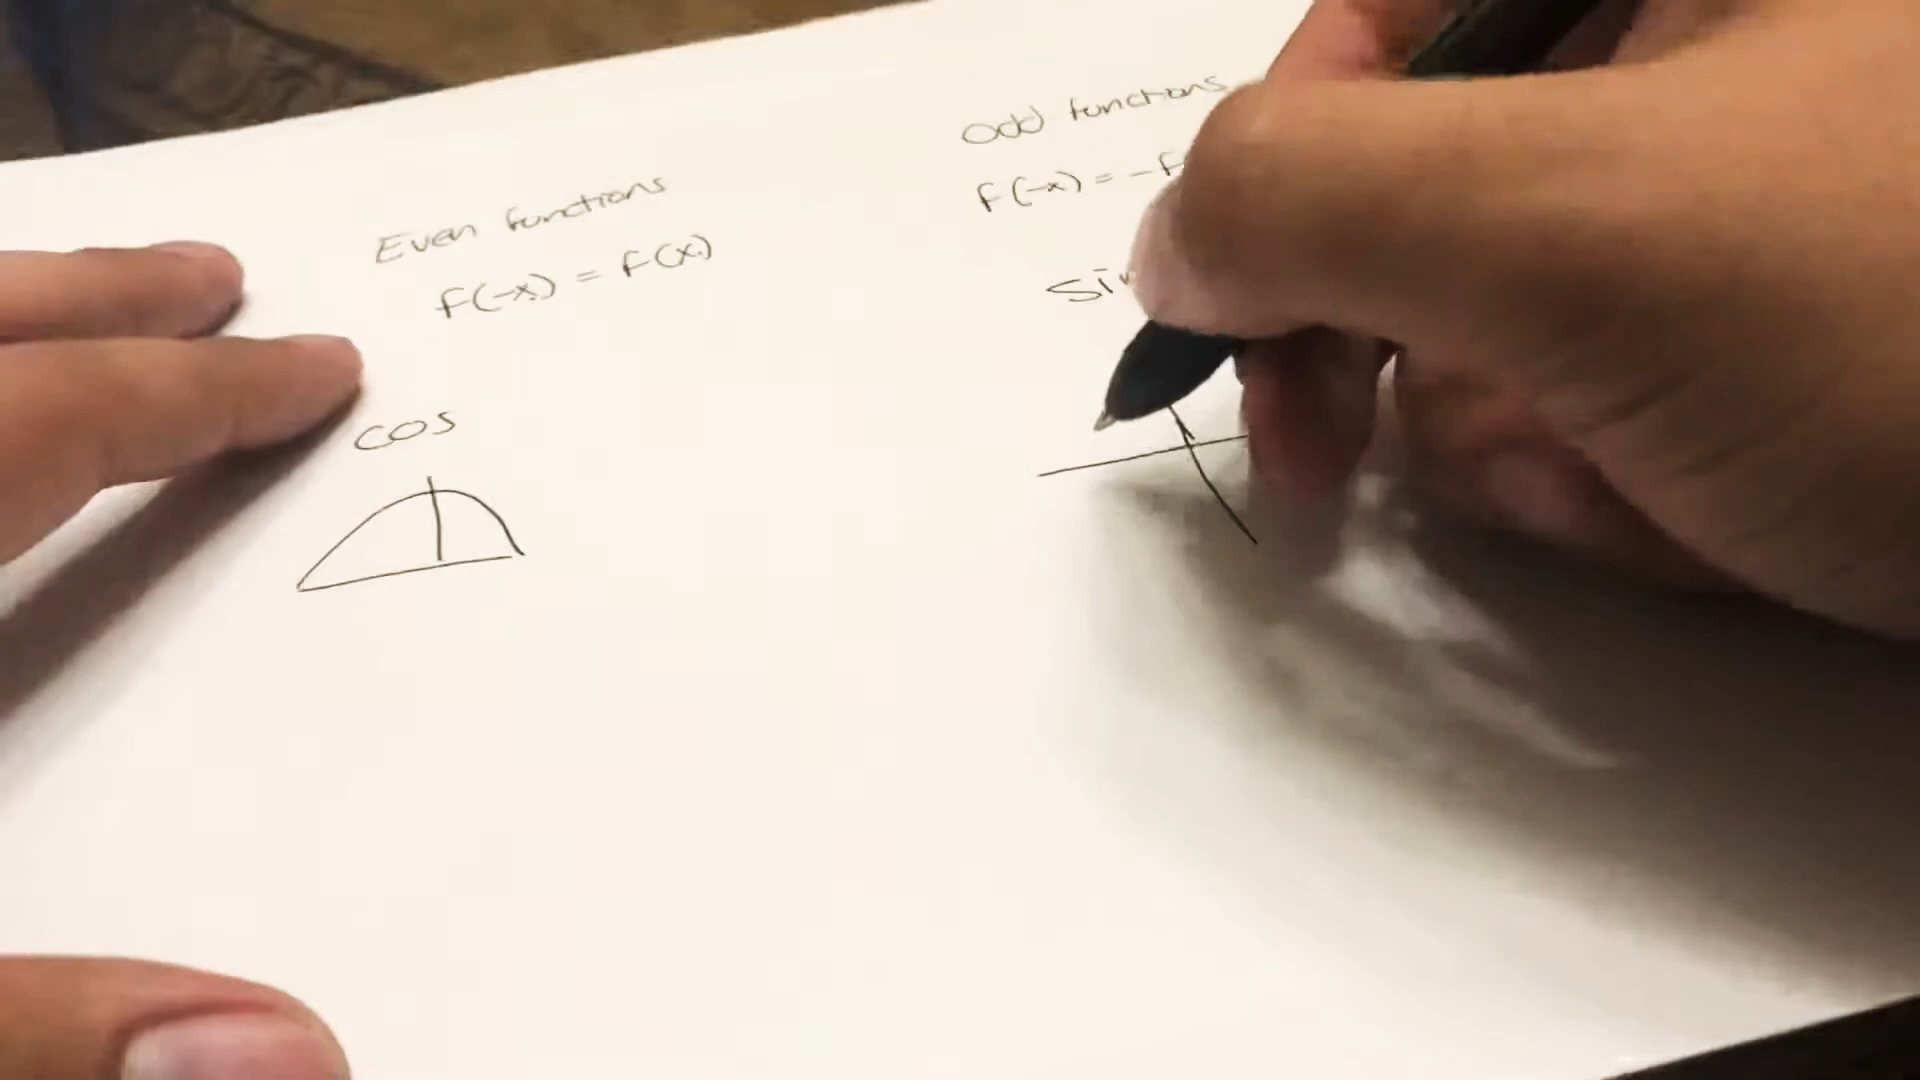 Even functions
f(-x) = f(x)
cos
Odd functions
f(-x) = -f